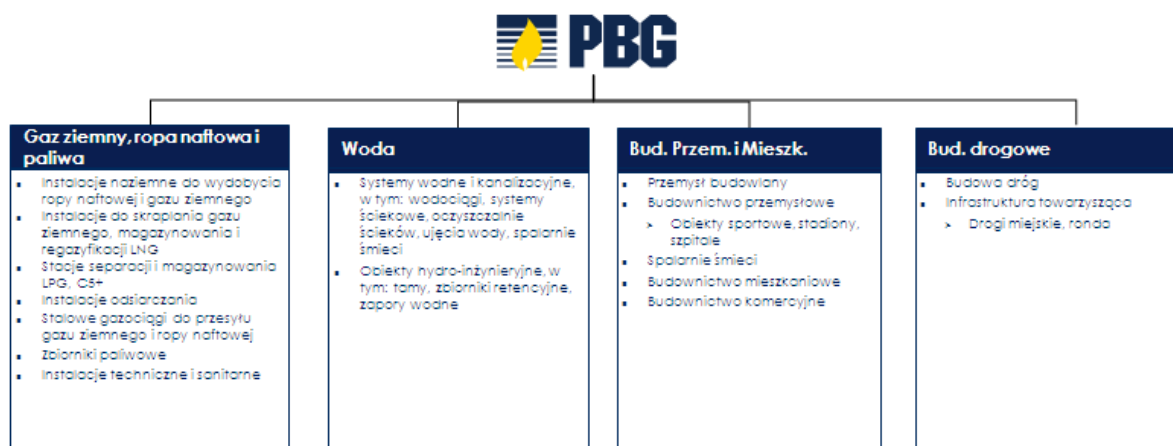 PBG
Gaz ziemny, ropa naftowa i
paliwa
Instalacje naziemne do wydobycia
ropy naftowej i gazu ziemnego
Instalacje do skraplania gazu
ziemnego, magazynowania i
regazyfikacji LNG
Stacje separacji i magazynowania
LPG, C5+
Instalacje odsiarczania
Stalowe gazociągi do przesyłu
gazu ziemnego i ropy naftowej
Zbiorniki paliwowe
Instalacje techniczne i sanitarne
Woda
Systemy wodne i kanalizacyjne,
w tym: wodociągi, systemy
ściekowe, oczyszczalnie
ścieków, ujęcia wody, spalarnie
śmieci
Obiekty hydro-inżynieryjne, w
tym: tamy, zbiorniki retencyjne,
zapory wodne
Bud. Przem. i Mieszk.
Przemysł budowlany
Budownictwo przemysłowe
Obiekty sportowe, stadiony,
szpitale
Spalarnie śmieci
Budownictwo mieszkaniowe
Budownictwo komercyjne
Bud. drogowe
Budowa dróg
Infrastruktura towarzysząca
Drogi miejskie, ronda